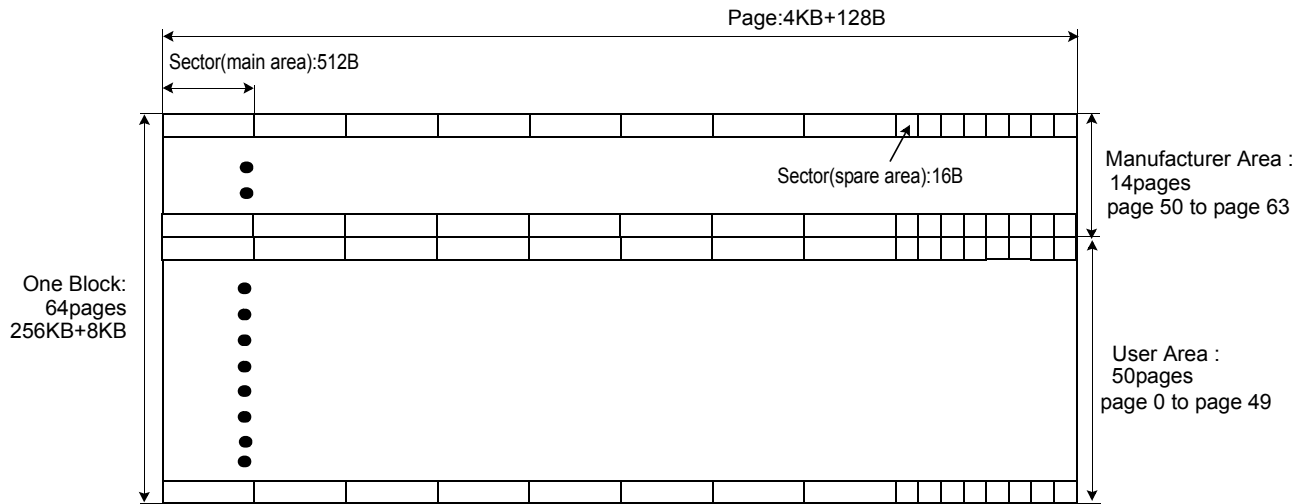 Page:4KB+128B
Sector(main area):512B
Sector(spare area):16B
Manufacturer Area :
14pages
page 50 to page 63
One Block:
64pages
256KB+8KB
User Area :
50pages
page 0 to page 49